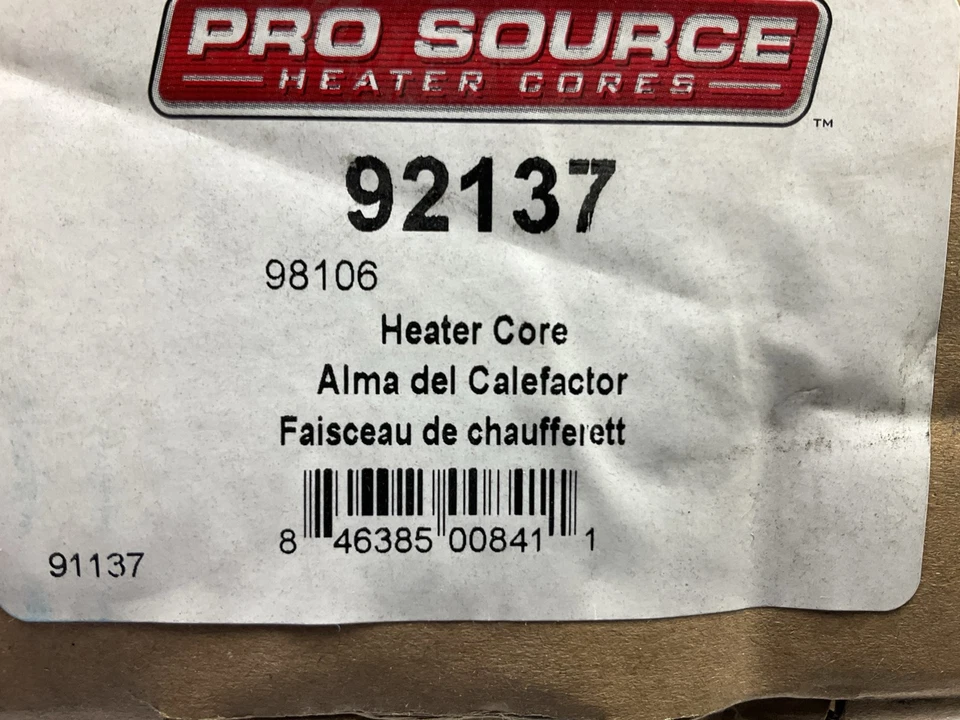 PRO SOURCE
HEATER CORES
TM
92137
98106
Heater Core
Alma del Calefactor
Faisceau de chaufferett
8 46385 00841 1
91137